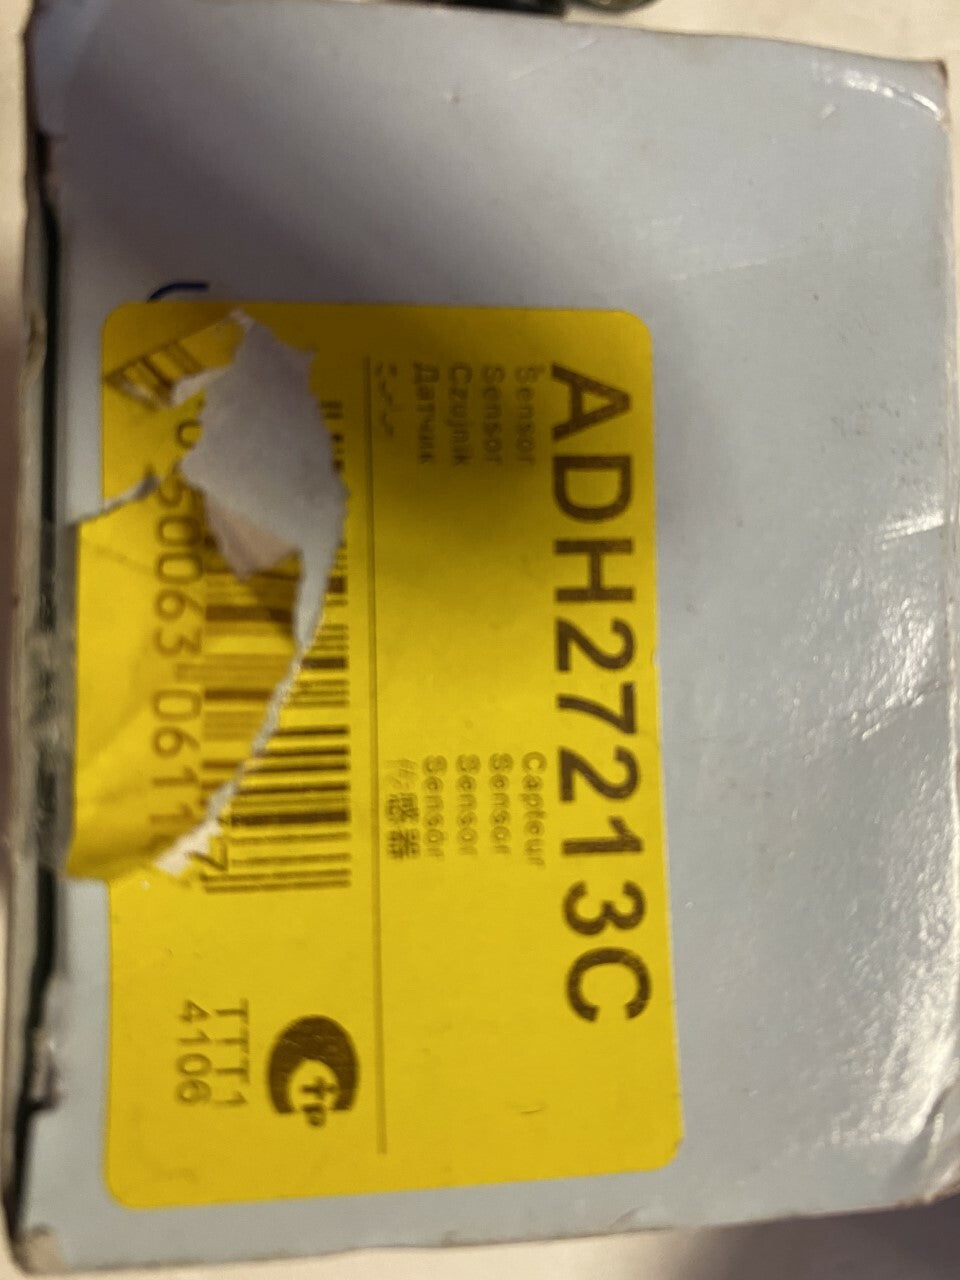 ADH27213C
Sensor
Sensor
Czujnik
Датчик
Capteur
Sensor
Sensor
Sensor
传感器
TTT1
4106